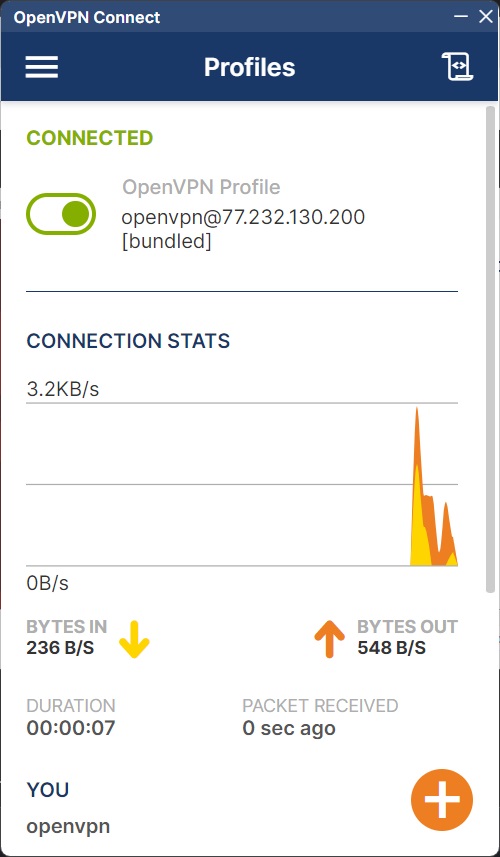 OpenVPN Connect
Profiles
CONNECTED
OpenVPN Profile
openvpn@77.232.130.200
[bundled]
CONNECTION STATS
3.2KB/s
0B/s
BYTES IN
236 B/S
BYTES OUT
548 B/S
DURATION
00:00:07
PACKET RECEIVED
0 sec ago
YOU
openvpn